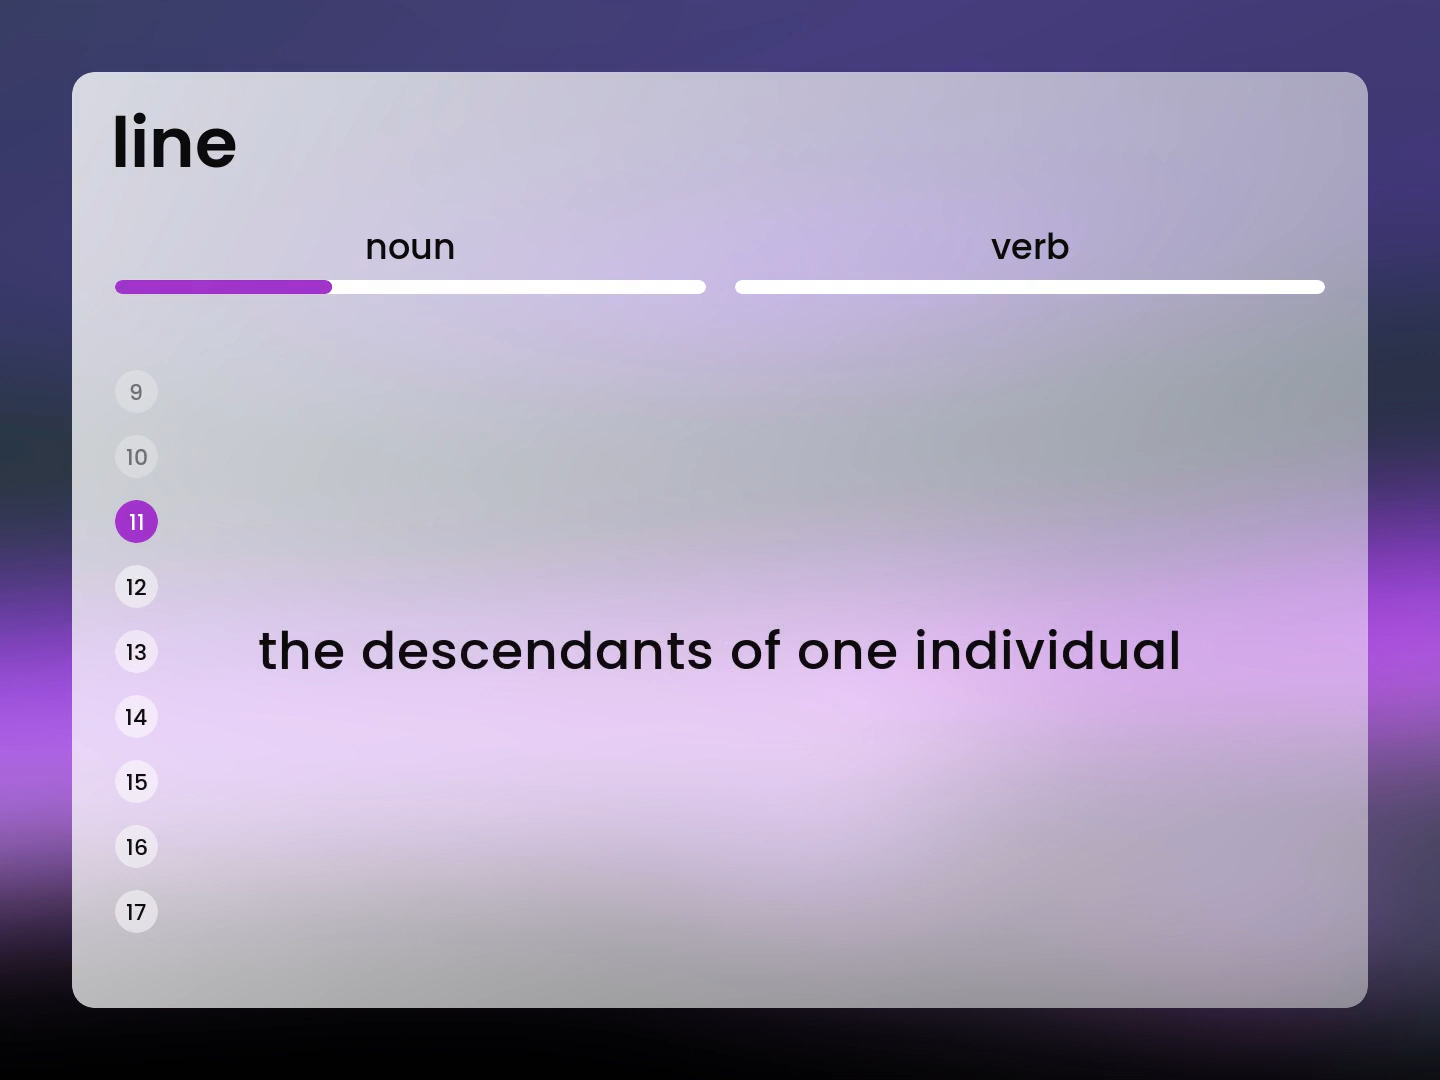 line
noun
verb
9
10
11
12
13
the descendants of one individual
14
15
16
17